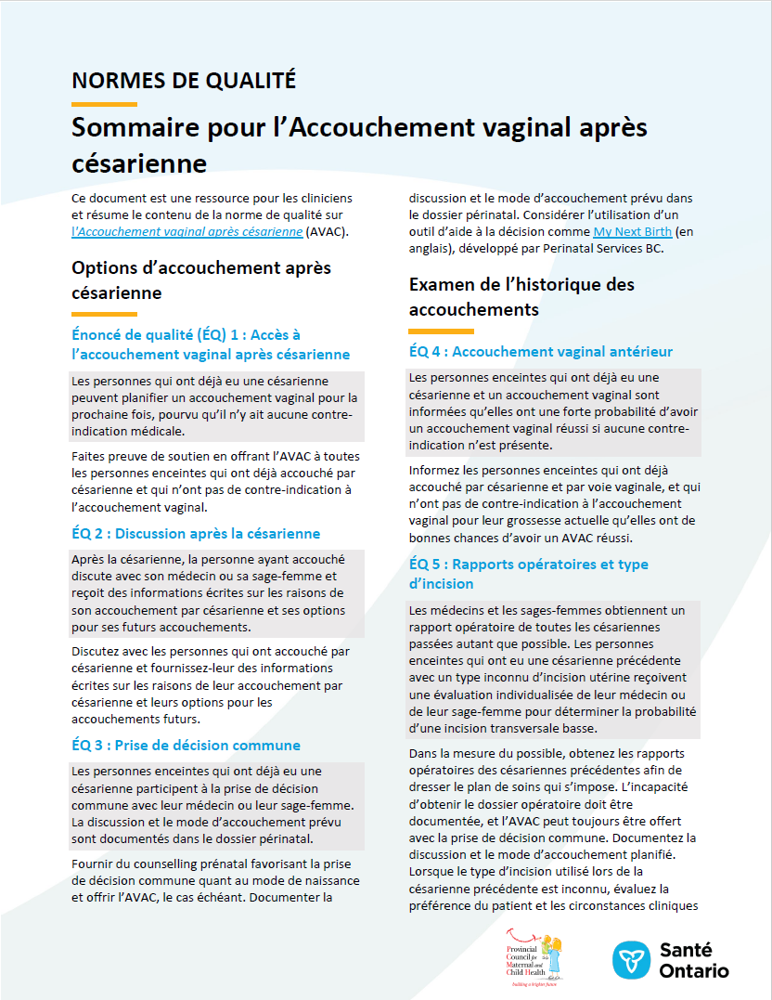 NORMES DE QUALITÉ
Sommaire pour l’Accouchement vaginal après
césarienne
Ce document est une ressource pour les cliniciens
et résume le contenu de la norme de qualité sur
l’Accouchement vaginal après césarienne (AVAC).
Options d’accouchement après
césarienne
Énoncé de qualité (ÉQ) 1 : Accès à
l’accouchement vaginal après césarienne
Les personnes qui ont déjà eu une césarienne
peuvent planifier un accouchement vaginal pour la
prochaine fois, pourvu qu’il n’y ait aucune contre-
indication médicale.
Faites preuve de soutien en offrant l’AVAC à toutes
les personnes enceintes qui ont déjà accouché par
césarienne et qui n’ont pas de contre-indication à
l’accouchement vaginal.
ÉQ 2 : Discussion après la césarienne
Après la césarienne, la personne ayant accouché
discute avec son médecin ou sa sage-femme et
reçoit des informations écrites sur les raisons de
son accouchement par césarienne et ses options
pour ses futurs accouchements.
Discutez avec les personnes qui ont accouché par
césarienne et fournissez-leur des informations
écrites sur les raisons de leur accouchement par
césarienne et leurs options pour les
accouchements futurs.
ÉQ 3 : Prise de décision commune
Les personnes enceintes qui ont déjà eu une
césarienne participent à la prise de décision
commune avec leur médecin ou leur sage-femme.
La discussion et le mode d’accouchement prévu
sont documentés dans le dossier périnatal.
Fournir du counselling prénatal favorisant la prise
de décision commune quant au mode de naissance
et offrir l’AVAC, le cas échéant. Documenter la
discussion et le mode d’accouchement prévu dans
le dossier périnatal. Considérer l’utilisation d’un
outil d’aide à la décision comme My Next Birth (en
anglais), développé par Perinatal Services BC.
Examen de l’historique des
accouchements
ÉQ 4 : Accouchement vaginal antérieur
Les personnes enceintes qui ont déjà eu une
césarienne et un accouchement vaginal sont
informées qu’elles ont une forte probabilité d’avoir
un accouchement vaginal réussi si aucune contre-
indication n’est présente.
Informez les personnes enceintes qui ont déjà
accouché par césarienne et par voie vaginale, et qui
n’ont pas de contre-indication à l’accouchement
vaginal pour leur grossesse actuelle qu’elles ont de
bonnes chances d’avoir un AVAC réussi.
ÉQ 5 : Rapports opératoires et type
d’incision
Les médecins et les sages-femmes obtiennent un
rapport opératoire de toutes les césariennes
passées autant que possible. Les personnes
enceintes qui ont eu une césarienne précédente
avec un type inconnu d’incision utérine reçoivent
une évaluation individualisée de leur médecin ou
de leur sage-femme pour déterminer la probabilité
d’une incision transversale basse.
Dans la mesure du possible, obtenez les rapports
opératoires des césariennes précédentes afin de
dresser le plan de soins qui s’impose. L’incapacité
d’obtenir le dossier opératoire doit être
documentée, et l’AVAC peut toujours être offert
avec la prise de décision commune. Documentez la
discussion et le mode d’accouchement planifié.
Lorsque le type d’incision utilisé lors de la
césarienne précédente est inconnu, évaluez la
préférence du patient et les circonstances cliniques
Provincial
Council for
Maternal and
Child Health
building a brighter future
Santé
Ontario